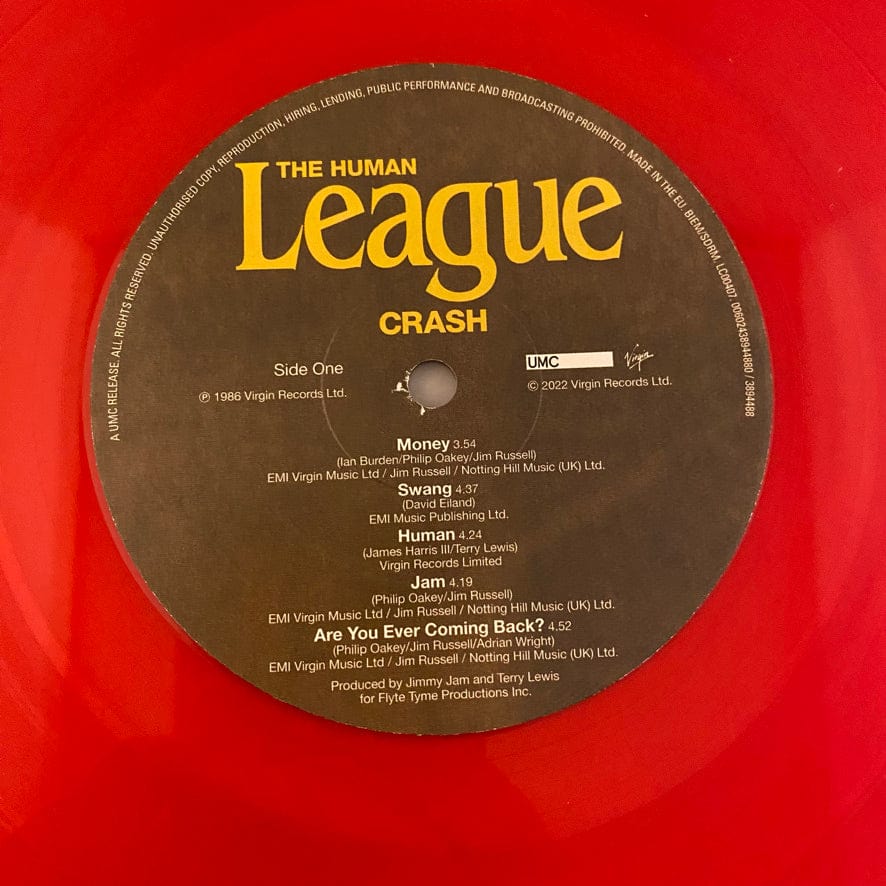 A UMC RELEASE. ALL RIGHTS RESERVED. UNAUTHORISED COPY, REPRODUCTION, HIRING, LENDING, PUBLIC PERFORMANCE AND BROADCASTING PROHIBITED. MADE IN THE EU. BIEM/SDRM. LC00407. 00602438944880 / 3894488
THE HUMAN
League
CRASH
Side One
℗ 1986 Virgin Records Ltd.
UMC
Virgin
© 2022 Virgin Records Ltd.
Money 3.54
(Ian Burden/Philip Oakey/Jim Russell)
EMI Virgin Music Ltd / Jim Russell / Notting Hill Music (UK) Ltd.
Swang 4.37
(David Eiland)
EMI Music Publishing Ltd.
Human 4.24
(James Harris III/Terry Lewis)
Virgin Records Limited
Jam 4.19
(Philip Oakey/Jim Russell)
EMI Virgin Music Ltd / Jim Russell / Notting Hill Music (UK) Ltd.
Are You Ever Coming Back? 4.52
(Philip Oakey/Jim Russell/Adrian Wright)
EMI Virgin Music Ltd / Jim Russell / Notting Hill Music (UK) Ltd.
Produced by Jimmy Jam and Terry Lewis
for Flyte Tyme Productions Inc.